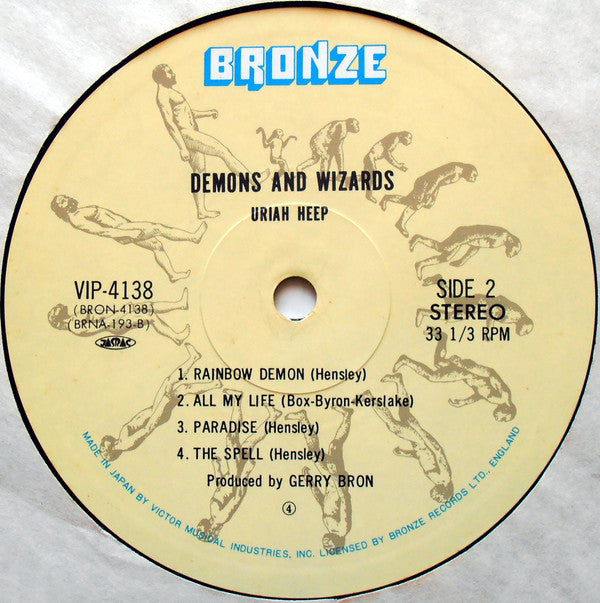 BRONZE
DEMONS AND WIZARDS
URIAH HEEP
VIP-4138
(BRON-4138)
(BRNA-193-B)
JASRAC
SIDE 2
STEREO
33 1/3 RPM
1. RAINBOW DEMON (Hensley)
2. ALL MY LIFE (Box-Byron-Kerslake)
3. PARADISE (Hensley)
4. THE SPELL (Hensley)
Produced by GERRY BRON
④
MADE IN JAPAN BY VICTOR MUSICAL INDUSTRIES, INC. LICENSED BY BRONZE RECORDS LTD., ENGLAND